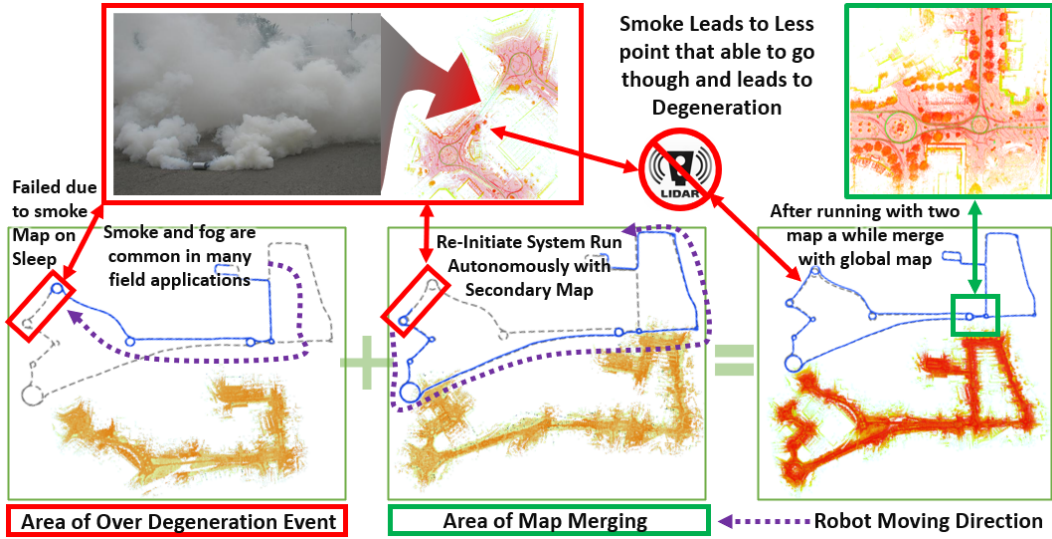 Smoke Leads to Less
point that able to go
though and leads to
Degeneration
LIDAR
Failed due
to smoke
Map on
Sleep
Smoke and fog are
common in many
field applications
Re-Initiate System Run
Autonomously with
Secondary Map
After running with two
map a while merge
with global map
+
=
Area of Over Degeneration Event
Area of Map Merging
Robot Moving Direction